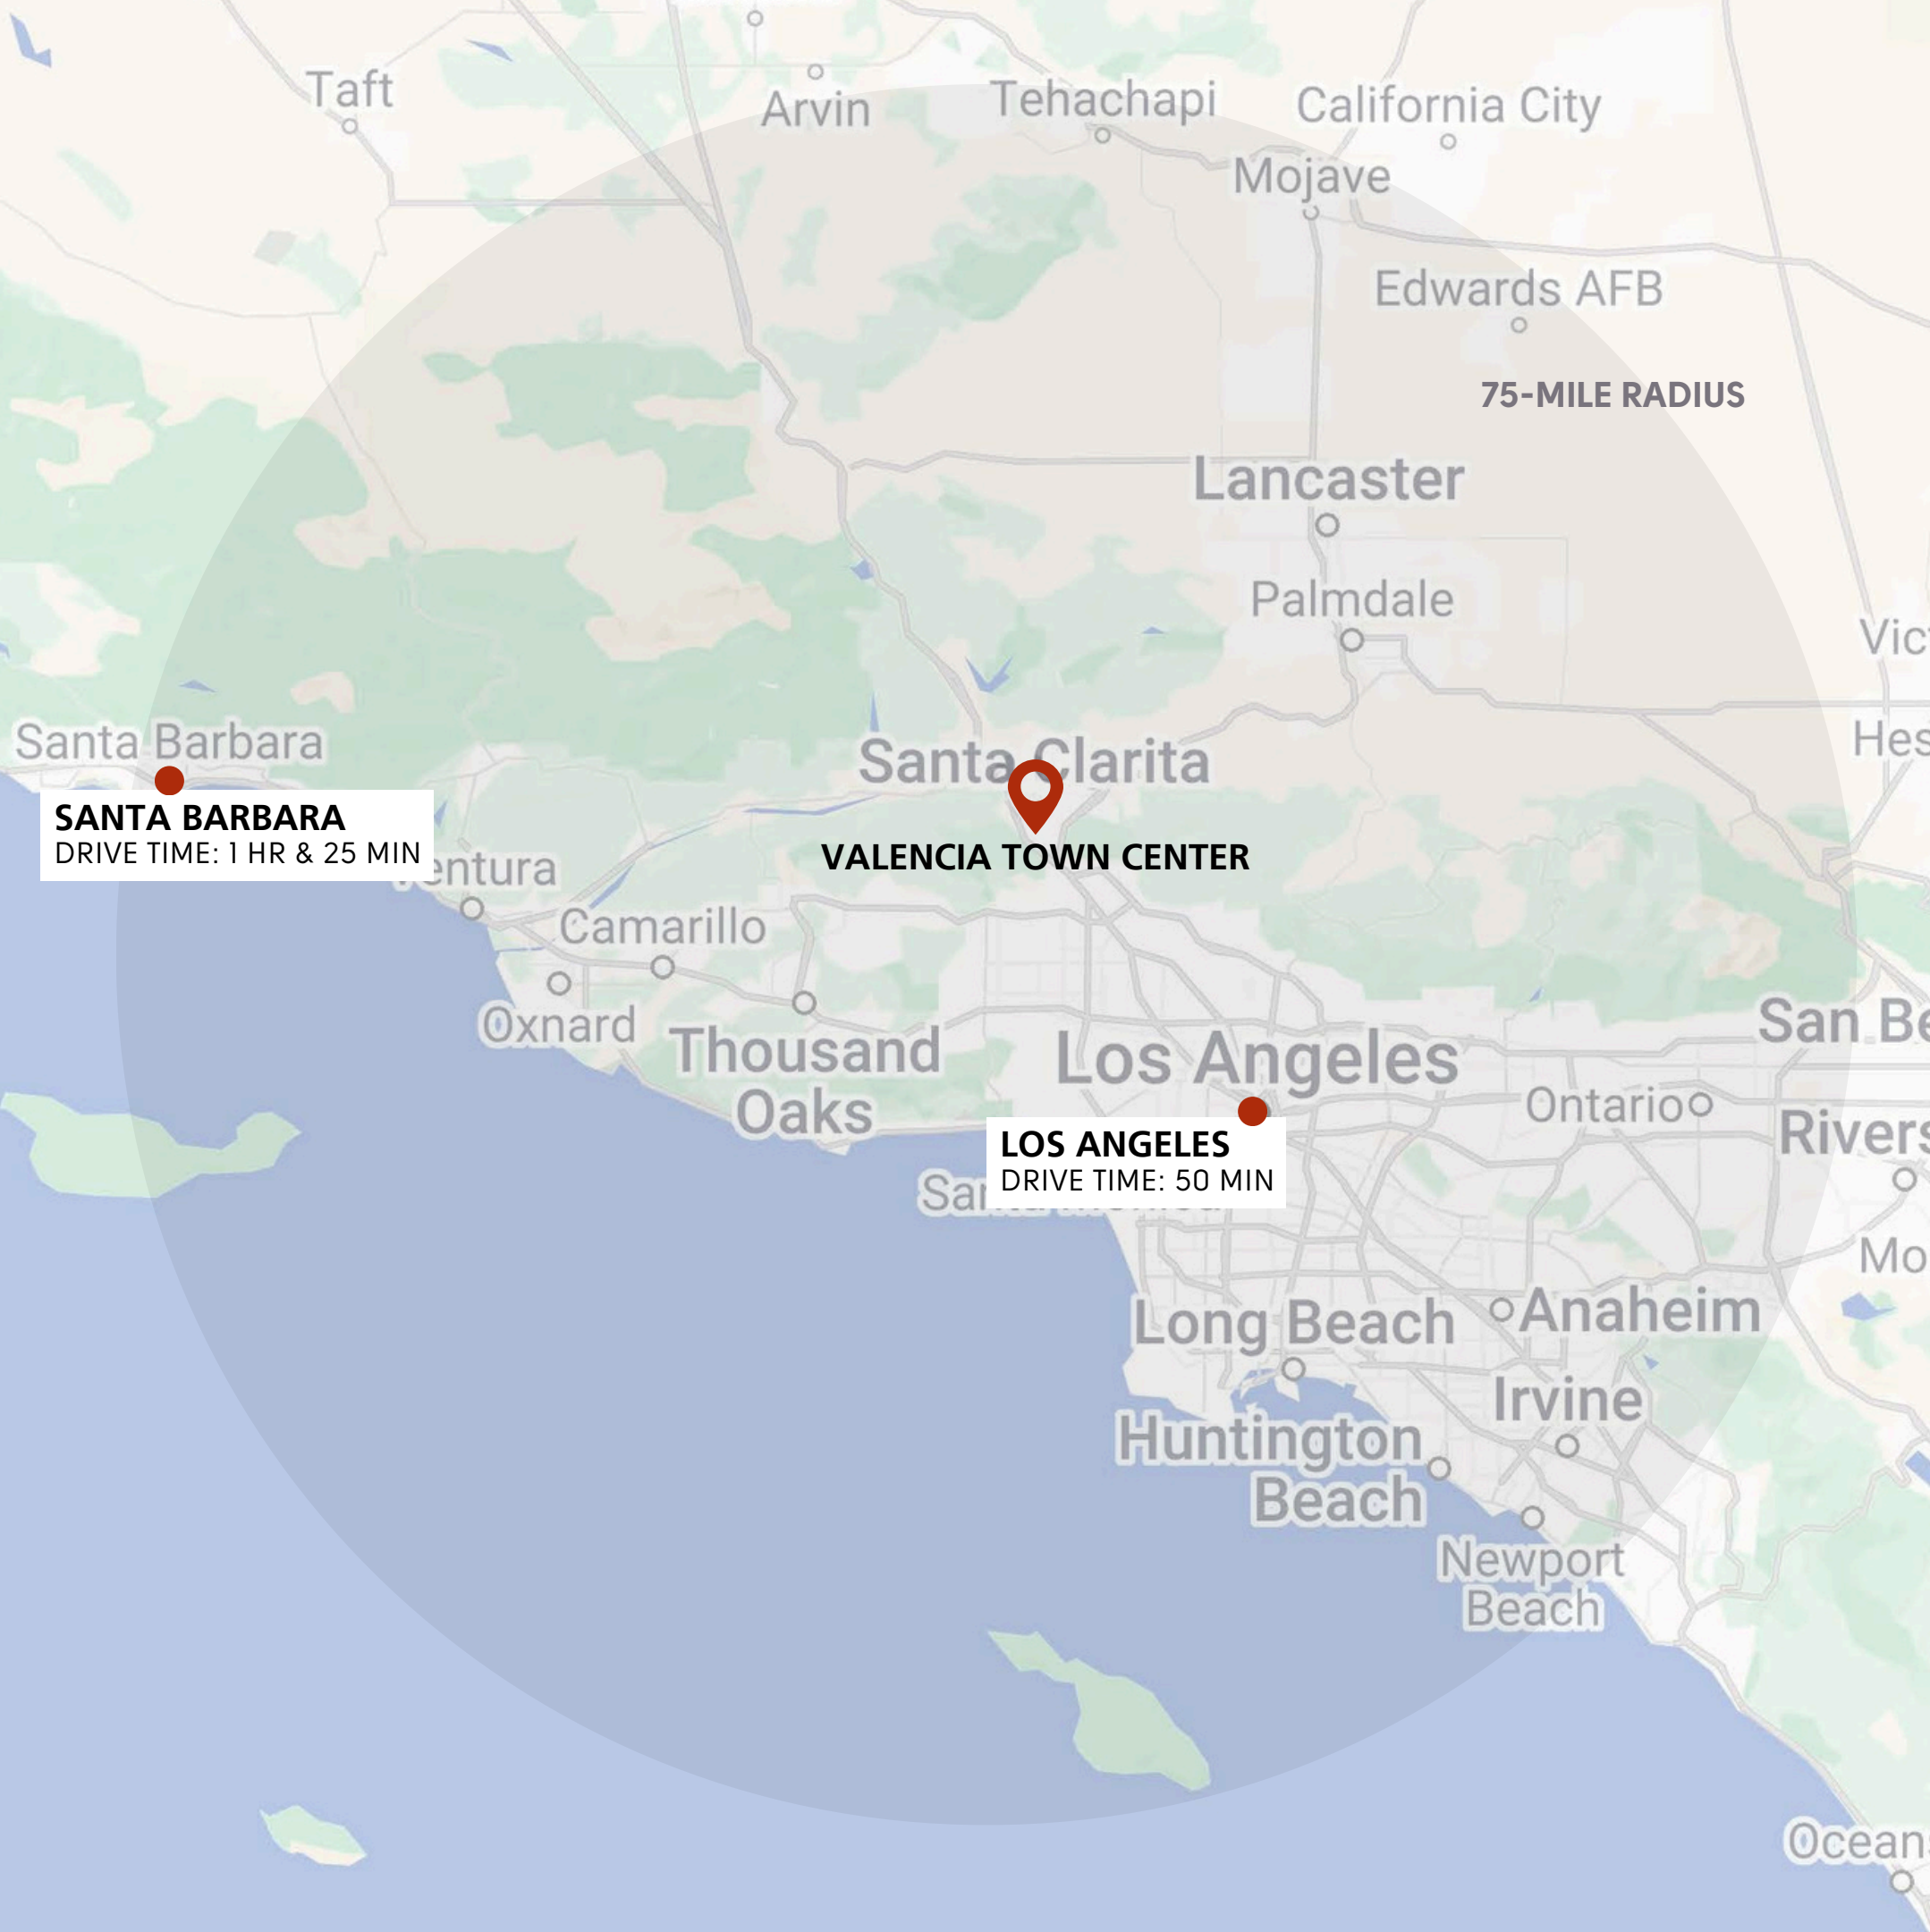 Taft
Arvin
Tehachapi
California City
Mojave
Edwards AFB
75-MILE RADIUS
Lancaster
Palmdale
Santa Barbara
SANTA BARBARA
DRIVE TIME: 1 HR & 25 MIN
Santa Clarita
VALENCIA TOWN CENTER
Camarillo
Oxnard
Thousand
Oaks
Los Angeles
LOS ANGELES
DRIVE TIME: 50 MIN
Ontario
Long Beach
Anaheim
Irvine
Huntington
Beach
Newport
Beach